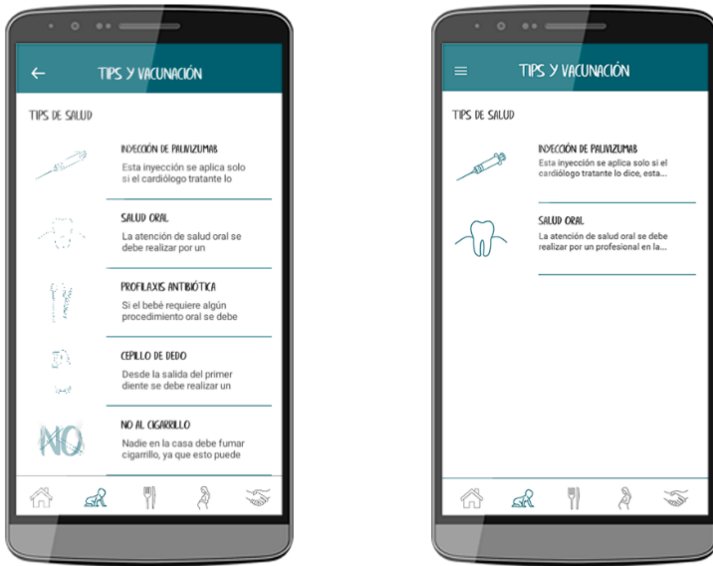 TIPS Y VACUNACIÓN
TIPS DE SALUD
INYECCIÓN DE PALIVIZUMAB
Esta inyección se aplica solo
si el cardiólogo tratante lo
SALUD ORAL
La atención de salud oral se
debe realizar por un
PROFILAXIS ANTIBIÓTICA
Si el bebé requiere algún
procedimiento oral se debe
CEPILLO DE DEDO
Desde la salida del primer
diente se debe realizar un
NO
NO AL CIGARRILLO
Nadie en la casa debe fumar
cigarrillo, ya que esto puede
TIPS Y VACUNACIÓN
TIPS DE SALUD
INYECCIÓN DE PALIVIZUMAB
Esta inyección se aplica solo si el
cardiólogo tratante lo dice, esta...
SALUD ORAL
La atención de salud oral se debe
realizar por un profesional en la...